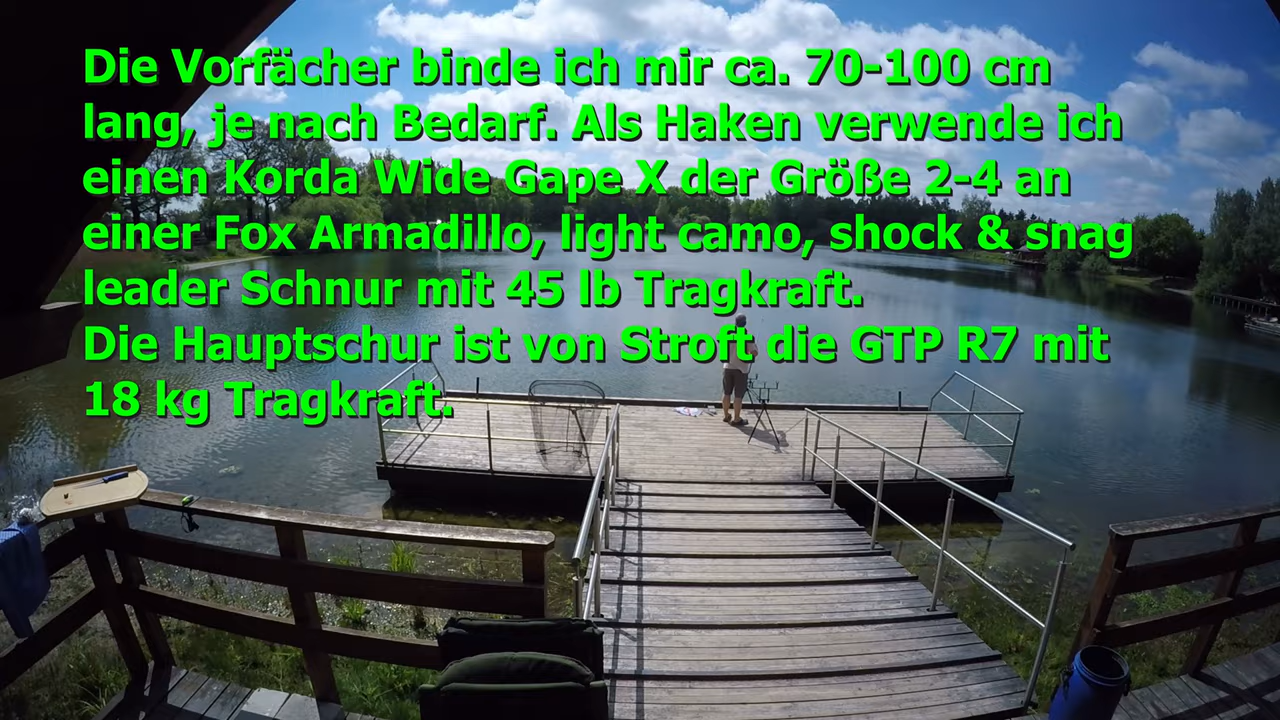 Die Vorfächer binde ich mir ca. 70-100 cm
lang, je nach Bedarf. Als Haken verwende ich
einen Korda Wide Gape X der Größe 2-4 an
einer Fox Armadillo, light camo, shock & snag
leader Schnur mit 45 lb Tragkraft.
Die Hauptschur ist von Stroft die GTP R7 mit
18 kg Tragkraft.